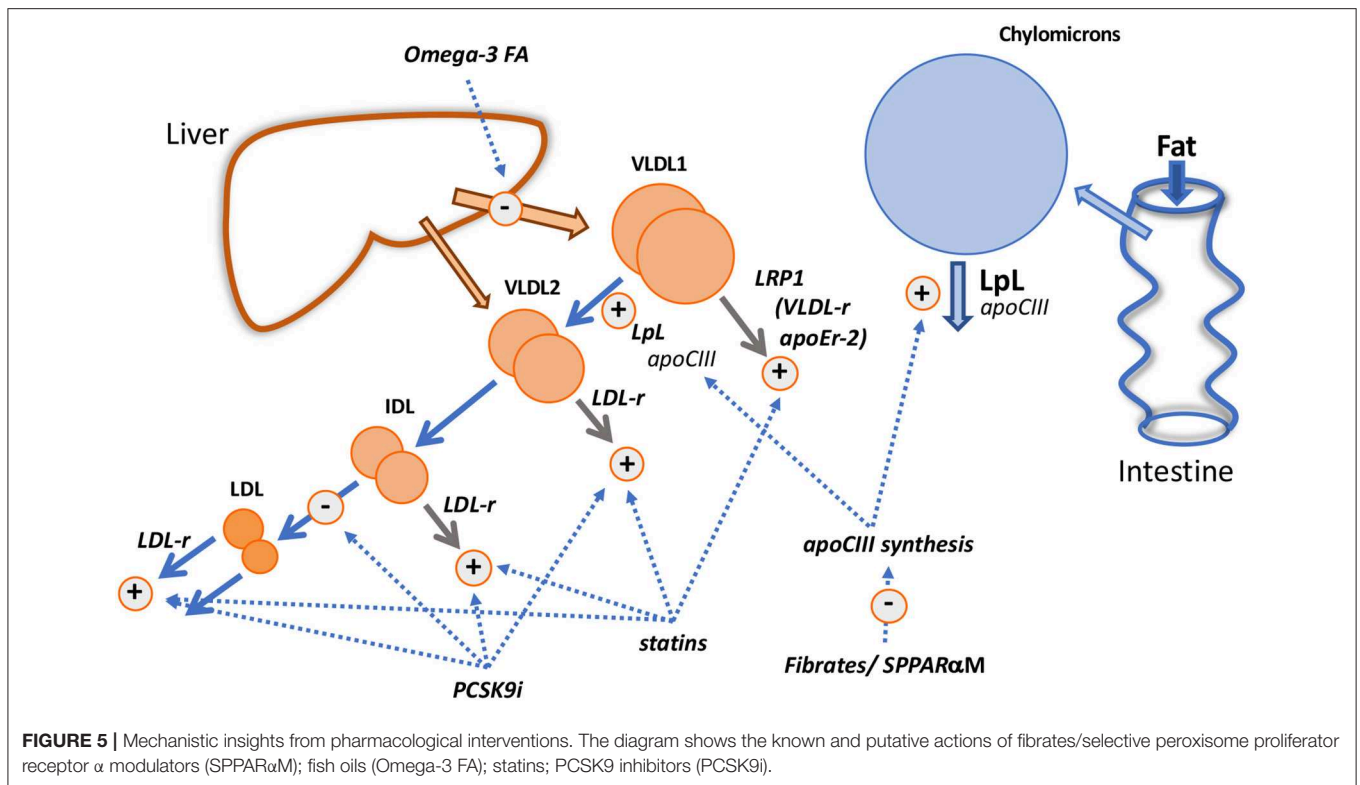 Chylomicrons
Omega-3 FA
Liver
Fat
VLDL1
-
LRP1
(VLDL-r
apoEr-2)
+
LpL
apoCIII
+
VLDL2
+
LpL
apoCIII
LDL-r
+
IDL
Intestine
LDL
-
LDL-r
+
LDL-r
+
apoCIII synthesis
-
statins
Fibrates/ SPPARαM
PCSK9i
FIGURE 5 | Mechanistic insights from pharmacological interventions. The diagram shows the known and putative actions of fibrates/selective peroxisome proliferator
receptor α modulators (SPPARαM); fish oils (Omega-3 FA); statins; PCSK9 inhibitors (PCSK9i).